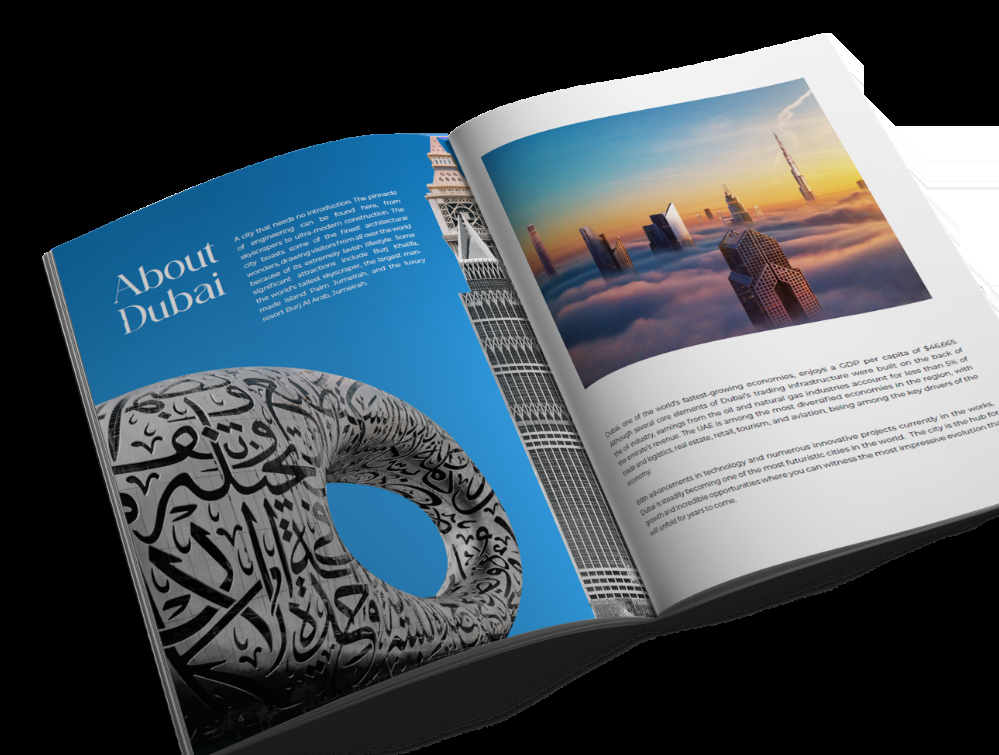 About
Dubai
A city that needs no introduction. The pinnacle
of engineering can be found here, from
skyscrapers to ultra-modern construction. The
city boasts some of the finest architectural
wonders, drawing visitors from all over the world
because of its extremely lavish lifestyle. Some
significant attractions include Burj Khalifa,
the world's tallest skyscraper, the largest man-
made island Palm Jumeirah, and the luxury
resort Burj Al Arab, Jumeirah.
4
Dubai, one of the world's fastest-growing economies, enjoys a GDP per capita of $46,665.
Although several core elements of Dubai's trading infrastructure were built on the back of
the oil industry, earnings from the oil and natural gas industries account for less than 5% of
the emirate's revenue. The UAE is among the most diversified economies in the region, with
trade and logistics, real estate, retail, tourism, and aviation, being among the key drivers of the
economy.
With advancements in technology and numerous innovative projects currently in the works,
Dubai is steadily becoming one of the most futuristic cities in the world. The city is the hub for
growth and incredible opportunities where you can witness the most impressive evolution
will unfold for years to come.